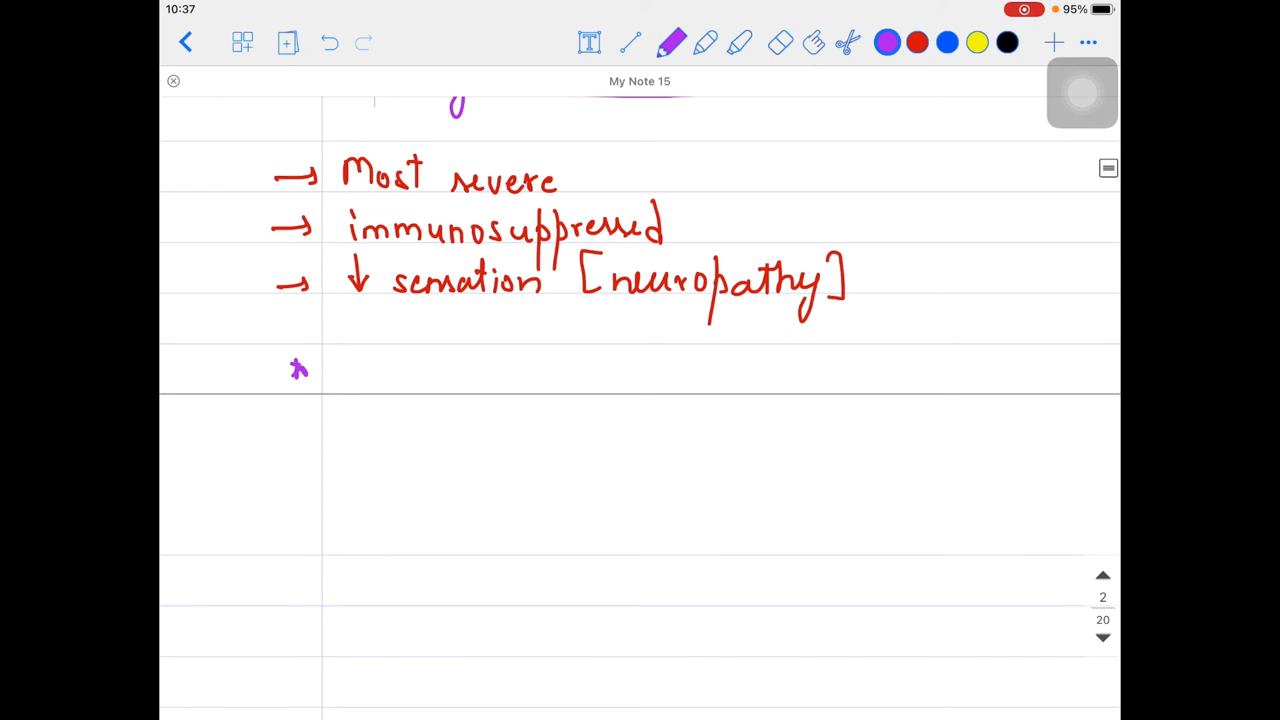 10:37
95%
T
My Note 15
→ Most severe
→ immunosuppressed
→ ↓ sensation [neuropathy]
*
2
20